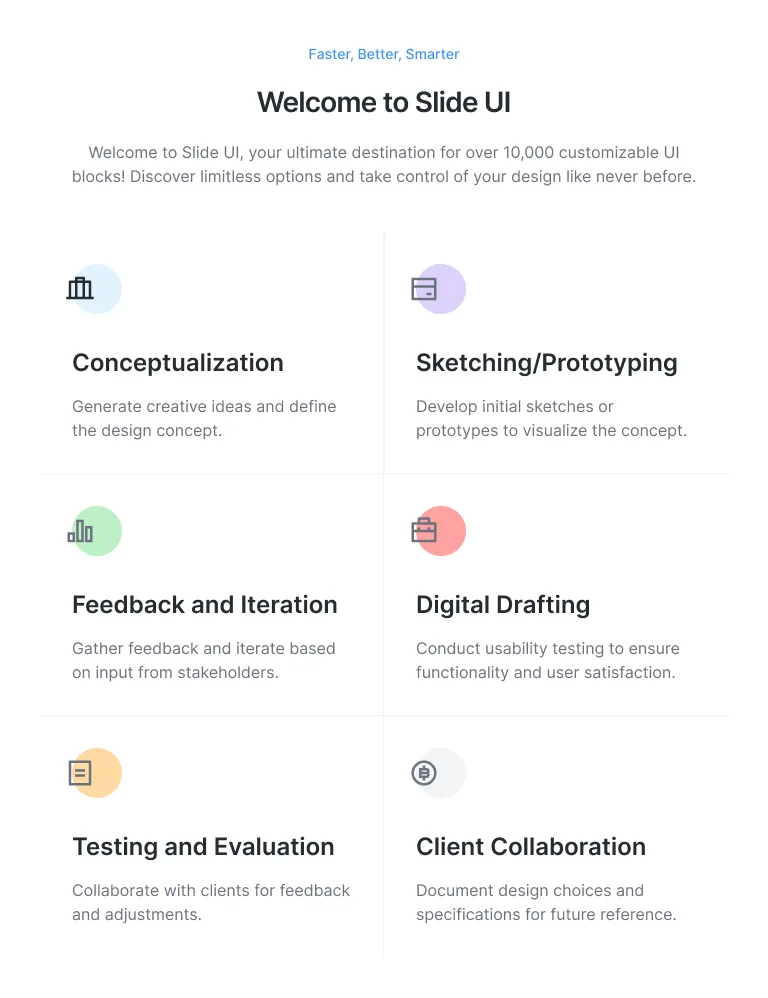 Faster, Better, Smarter
Welcome to Slide UI
Welcome to Slide UI, your ultimate destination for over 10,000 customizable UI
blocks! Discover limitless options and take control of your design like never before.
Conceptualization
Generate creative ideas and define
the design concept.
Sketching/Prototyping
Develop initial sketches or
prototypes to visualize the concept.
Feedback and Iteration
Gather feedback and iterate based
on input from stakeholders.
Digital Drafting
Conduct usability testing to ensure
functionality and user satisfaction.
Testing and Evaluation
Collaborate with clients for feedback
and adjustments.
Client Collaboration
Document design choices and
specifications for future reference.